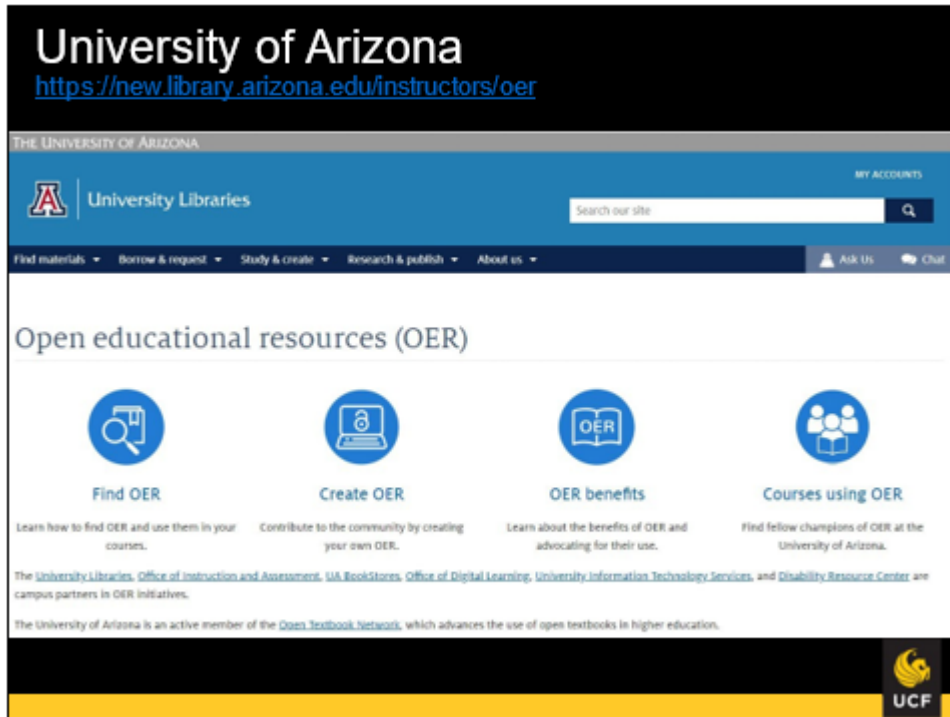 University of Arizona
https://new.library.arizona.edu/instructors/oer
THE UNIVERSITY OF ARIZONA
MY ACCOUNTS
A University Libraries
Search our site
Find materials Borrow & request Study & create Research & publish About us Ask Us Chat
Open educational resources (OER)
OER
Find OER Create OER OER benefits Courses using OER
Learn how to find OER and use them in your Contribute to the community by creating Learn about the benefits of OER and Find fellow champions of OER at the
courses. your own OER. advocating for their use. University of Arizona.
The University Libraries, Office of Instruction and Assessment, UA BookStores, Office of Digital Learning, University Information Technology Services, and Disability Resource Center are
campus partners in OER initiatives.
The University of Arizona is an active member of the Open Textbook Network, which advances the use of open textbooks in higher education.
UCF